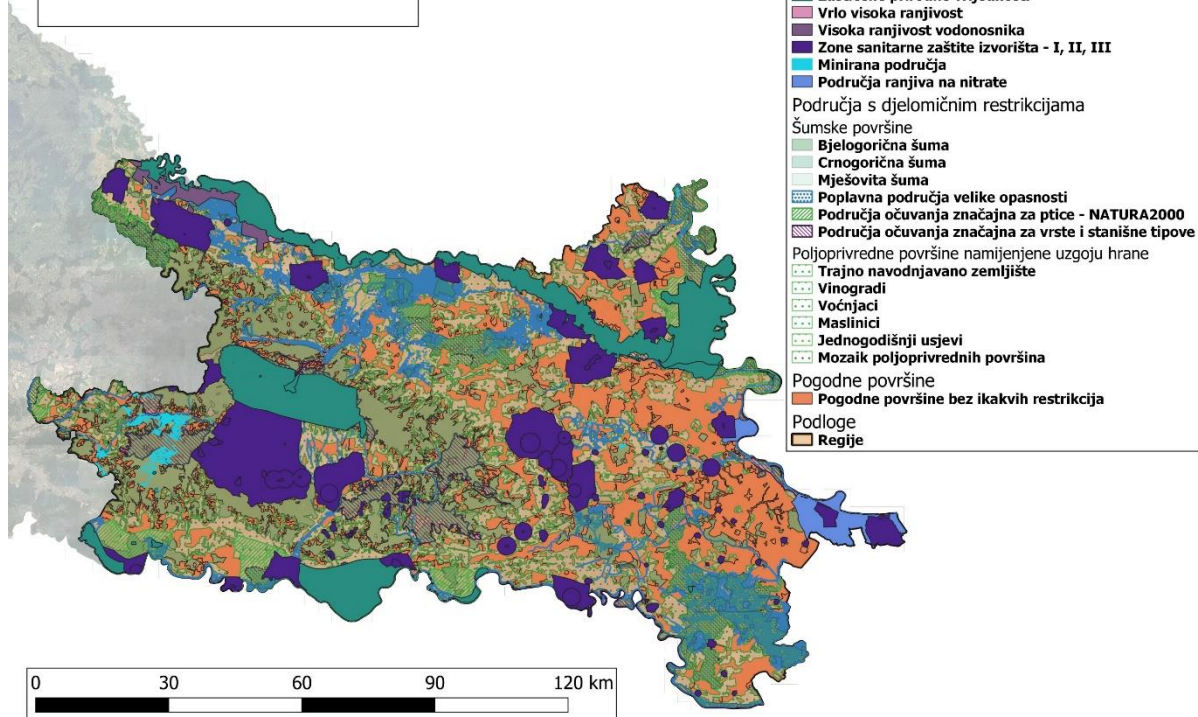 Vrlo visoka ranjivost
Visoka ranjivost vodonosnika
Zone sanitarne zaštite izvorišta - I, II, III
Minirana područja
Područja ranjiva na nitrate
Područja s djelomičnim restrikcijama
Šumske površine
Bjelogorična šuma
Crnogorična šuma
Mješovita šuma
Poplavna područja velike opasnosti
Područja očuvanja značajna za ptice - NATURA2000
Područja očuvanja značajna za vrste i stanišne tipove
Poljoprivredne površine namijenjene uzgoju hrane
Trajno navodnjavano zemljište
Vinogradi
Voćnjaci
Maslinici
Jednogodišnji usjevi
Mozaik poljoprivrednih površina
Pogodne površine
Pogodne površine bez ikakvih restrikcija
Podloge
Regije
0 30 60 90 120 km